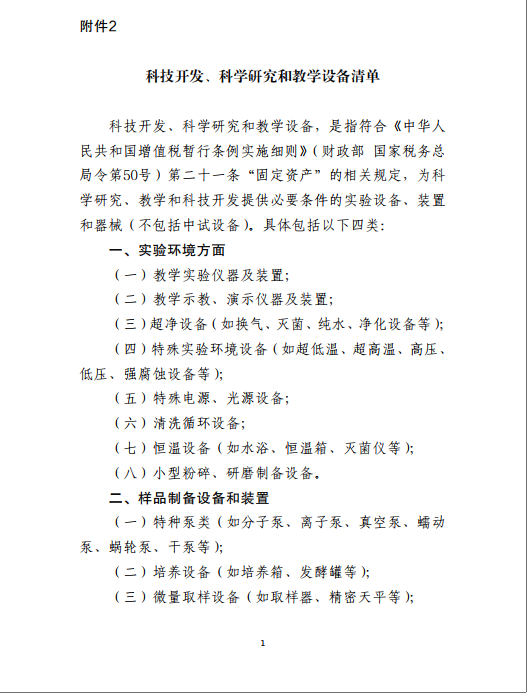 附件2
科技开发、科学研究和教学设备清单
科技开发、科学研究和教学设备，是指符合《中华人
民共和国增值税暂行条例实施细则》（财政部 国家税务总
局令第50号）第二十一条“固定资产”的相关规定，为科
学研究、教学和科技开发提供必要条件的实验设备、装置
和器械（不包括中试设备）。具体包括以下四类：
一、实验环境方面
（一）教学实验仪器及装置；
（二）教学示教、演示仪器及装置；
（三）超净设备（如换气、灭菌、纯水、净化设备等）；
（四）特殊实验环境设备（如超低温、超高温、高压、
低压、强腐蚀设备等）；
（五）特殊电源、光源设备；
（六）清洗循环设备；
（七）恒温设备（如水浴、恒温箱、灭菌仪等）；
（八）小型粉碎、研磨制备设备。
二、样品制备设备和装置
（一）特种泵类（如分子泵、离子泵、真空泵、蠕动
泵、蜗轮泵、干泵等）；
（二）培养设备（如培养箱、发酵罐等）；
（三）微量取样设备（如取样器、精密天平等）；
1